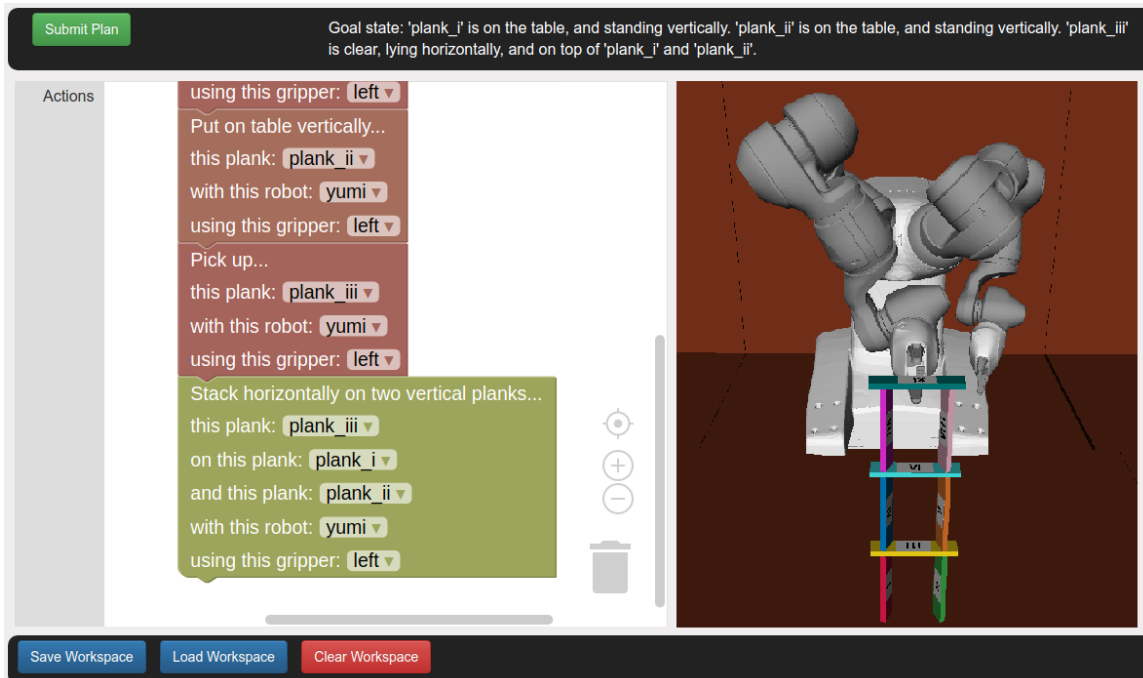 Submit Plan
Goal state: 'plank_i' is on the table, and standing vertically. 'plank_ii' is on the table, and standing vertically. 'plank_iii'
is clear, lying horizontally, and on top of 'plank_i' and 'plank_ii'.
Actions
using this gripper: left ▾
Put on table vertically...
this plank: plank_ii ▾
with this robot: yumi ▾
using this gripper: left ▾
Pick up...
this plank: plank_iii ▾
with this robot: yumi ▾
using this gripper: left ▾
Stack horizontally on two vertical planks...
this plank: plank_iii ▾
on this plank: plank_i ▾
and this plank: plank_ii ▾
with this robot: yumi ▾
using this gripper: left ▾
Save Workspace
Load Workspace
Clear Workspace